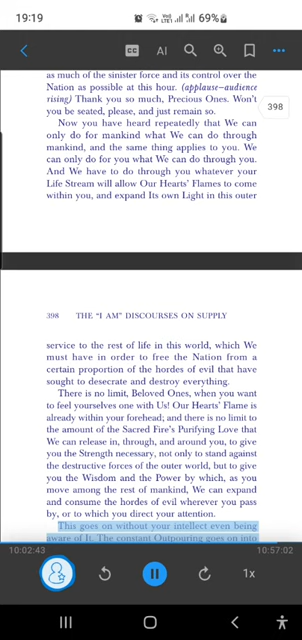 19:19
69%
CC AI
as much of the sinister force and its control over the
Nation as possible at this hour. (applause–audience
rising) Thank you so much, Precious Ones. Won't
you be seated, please, and just remain so.
398
Now you have heard repeatedly that We can
only do for mankind what We can do through
mankind, and the same thing applies to you. We
can only do for you what We can do through you.
And We have to do through you whatever your
Life Stream will allow Our Hearts' Flames to come
within you, and expand Its own Light in this outer
398 THE “I AM” DISCOURSES ON SUPPLY
service to the rest of life in this world, which We
must have in order to free the Nation from a
certain proportion of the hordes of evil that have
sought to desecrate and destroy everything.
There is no limit, Beloved Ones, when you want
to feel yourselves one with Us! Our Hearts' Flame is
already within your forehead; and there is no limit to
the amount of the Sacred Fire's Purifying Love that
We can release in, through, and around you, to give
you the Strength necessary, not only to stand against
the destructive forces of the outer world, but to give
you the Wisdom and the Power by which, as you
move among the rest of mankind, We can expand
and consume the hordes of evil wherever you pass
by, or to which you direct your attention.
This goes on without your intellect even being
aware of It. The constant Outpouring goes on into
10:02:43 10:57:02
1x